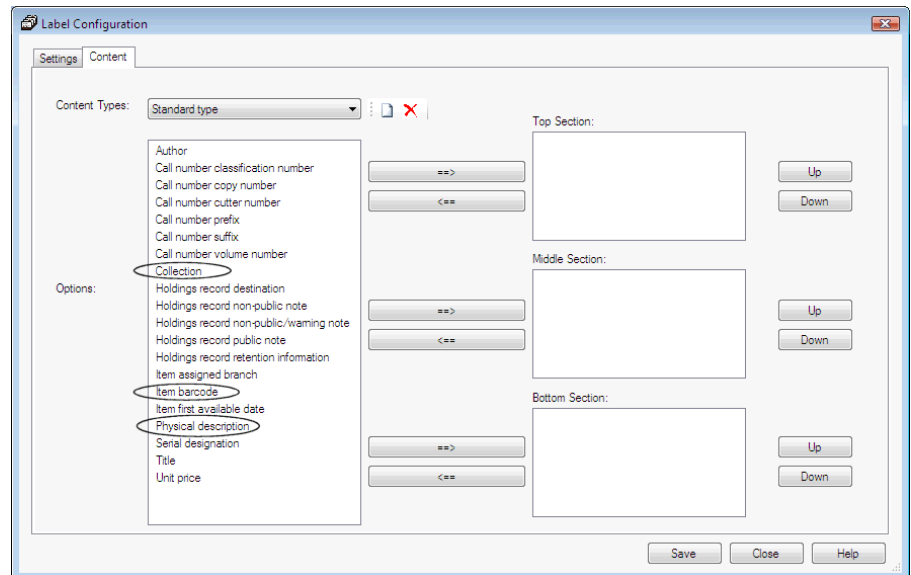 Label Configuration
Settings Content
Content Types: Standard type
Top Section:
Author
Call number classification number
Call number copy number
Call number cutter number
Call number prefix
Call number suffix
Call number volume number
Collection
Holdings record destination
Holdings record non-public note
Holdings record non-public/warning note
Holdings record public note
Holdings record retention information
Item assigned branch
Item barcode
Item first available date
Physical description
Serial designation
Title
Unit price
Options:
==> Up
<== Down
Middle Section:
==> Up
<== Down
Bottom Section:
==> Up
<== Down
Save Close Help